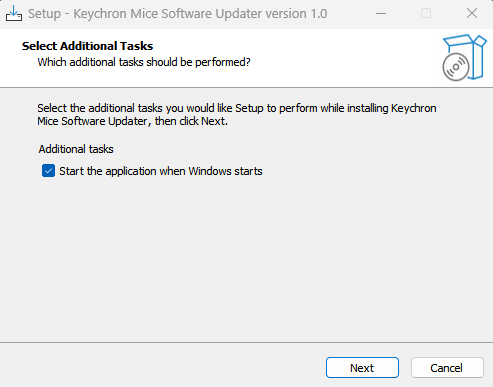 Setup - Keychron Mice Software Updater version 1.0
Select Additional Tasks
Which additional tasks should be performed?
Select the additional tasks you would like Setup to perform while installing Keychron
Mice Software Updater, then click Next.
Additional tasks
Start the application when Windows starts
Next
Cancel